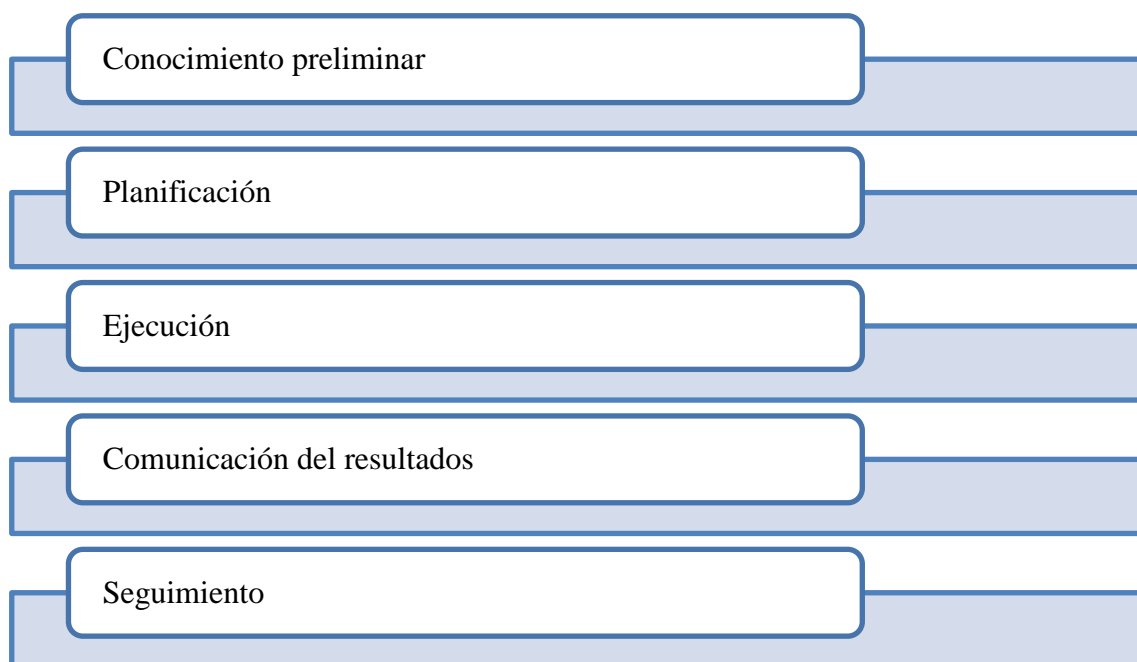 Conocimiento preliminar
Planificación
Ejecución
Comunicación del resultados
Seguimiento